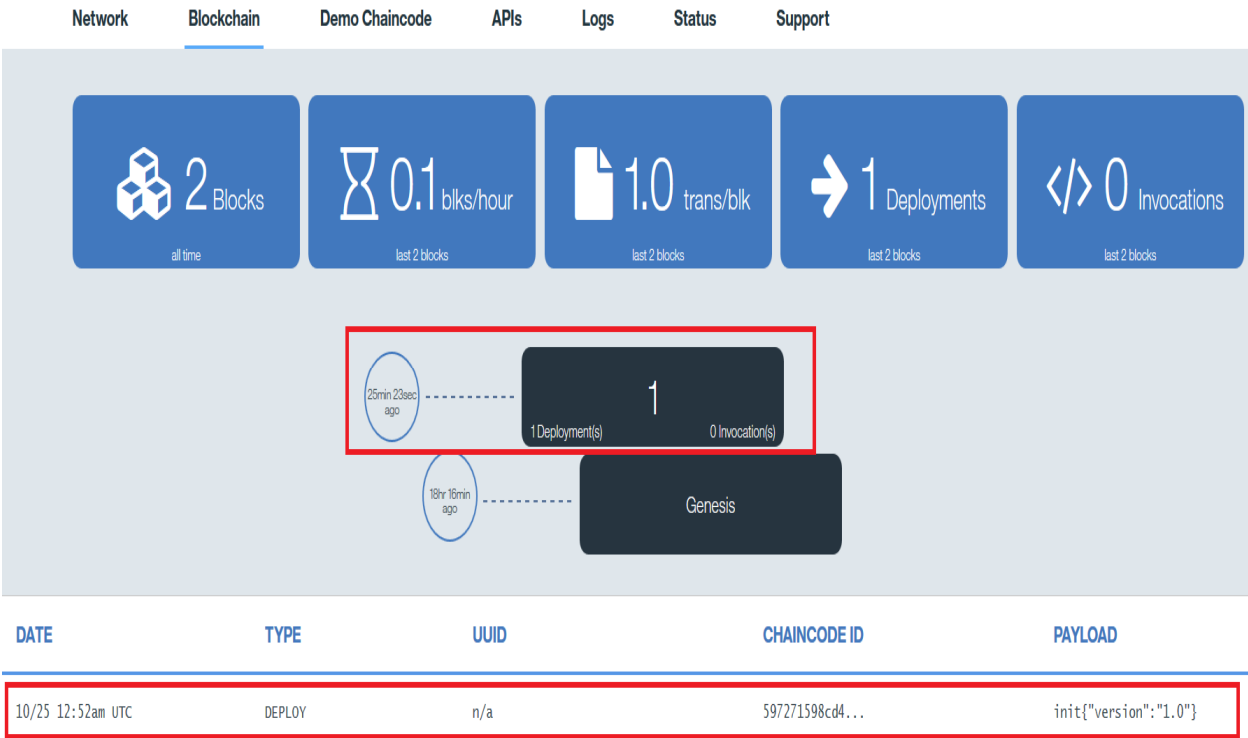 Network Blockchain Demo Chaincode APIs Logs Status Support
2 Blocks
all time
0.1 blks/hour
last 2 blocks
1.0 trans/blk
last 2 blocks
1 Deployments
last 2 blocks
</> 0 Invocations
last 2 blocks
25min 23sec
ago
1
1 Deployment(s) 0 Invocation(s)
18hr 16min
ago
Genesis
DATE TYPE UUID CHAINCODE ID PAYLOAD
10/25 12:52am UTC DEPLOY n/a 597271598cd4... init{"version":"1.0"}